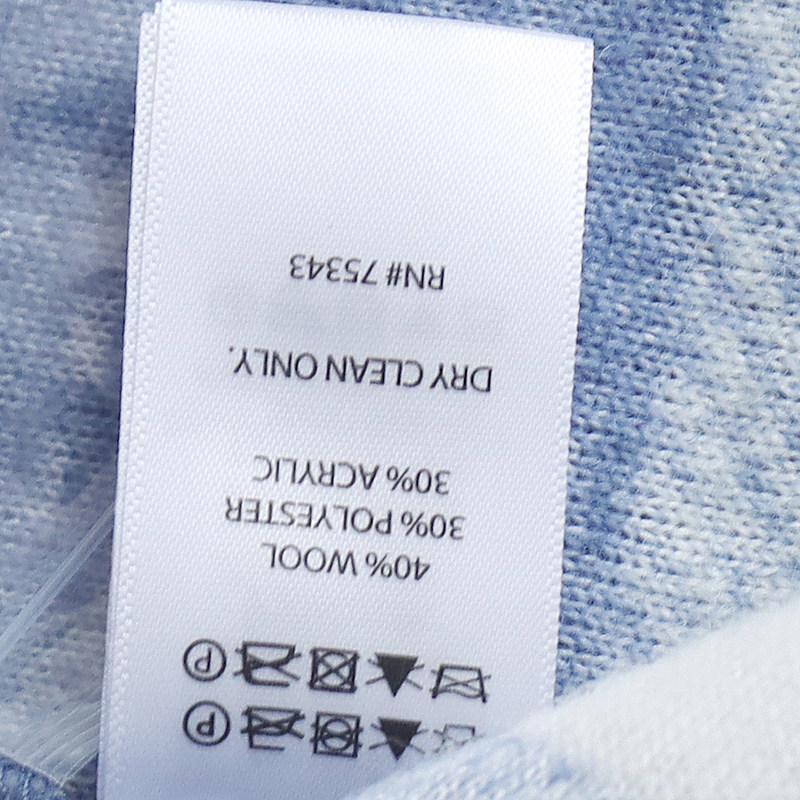 40% WOOL
30% POLYESTER
30% ACRYLIC
DRY CLEAN ONLY.
RN# 75343